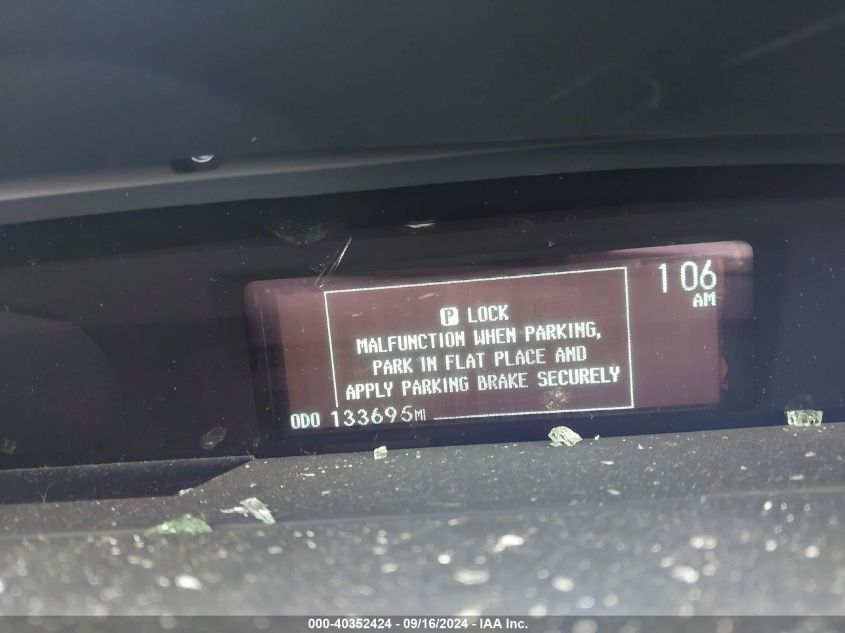 1 06
AM
P LOCK
MALFUNCTION WHEN PARKING,
PARK IN FLAT PLACE AND
APPLY PARKING BRAKE SECURELY
ODO 133695MI
000-40352424 - 09/16/2024 - IAA Inc.